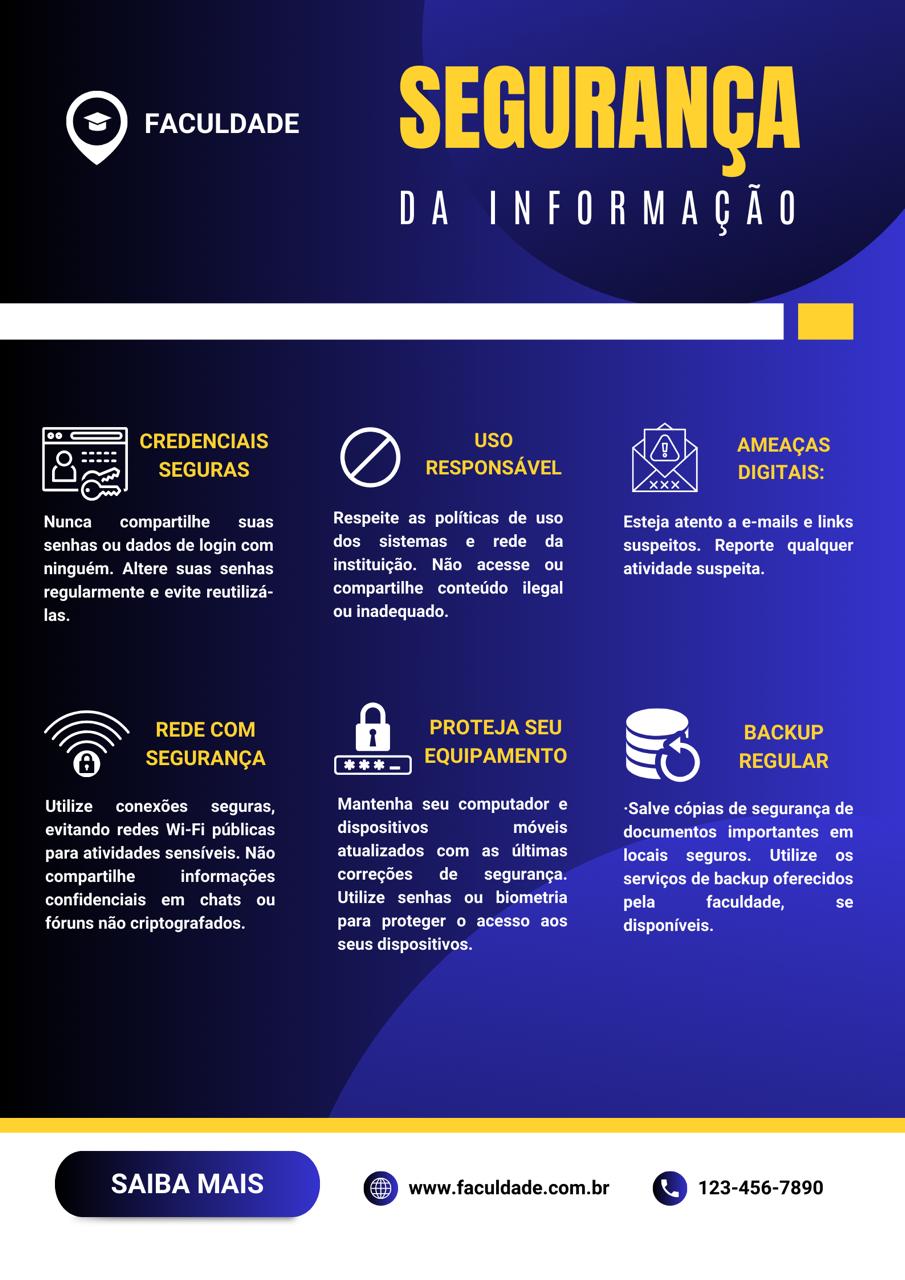 FACULDADE
SEGURANÇA
DA INFORMAÇÃO
CREDENCIAIS
SEGURAS
Nunca compartilhe suas
senhas ou dados de login com
ninguém. Altere suas senhas
regularmente e evite reutilizá-
las.
USO
RESPONSÁVEL
Respeite as políticas de uso
dos sistemas e rede da
instituição. Não acesse ou
compartilhe conteúdo ilegal
ou inadequado.
AMEAÇAS
DIGITAIS:
Esteja atento a e-mails e links
suspeitos. Reporte qualquer
atividade suspeita.
REDE COM
SEGURANÇA
Utilize conexões seguras,
evitando redes Wi-Fi públicas
para atividades sensíveis. Não
compartilhe informações
confidenciais em chats ou
fóruns não criptografados.
PROTEJA SEU
EQUIPAMENTO
Mantenha seu computador e
dispositivos móveis
atualizados com as últimas
correções de segurança.
Utilize senhas ou biometria
para proteger o acesso aos
seus dispositivos.
BACKUP
REGULAR
·Salve cópias de segurança de
documentos importantes em
locais seguros. Utilize os
serviços de backup oferecidos
pela faculdade, se
disponíveis.
SAIBA MAIS
www.faculdade.com.br
123-456-7890